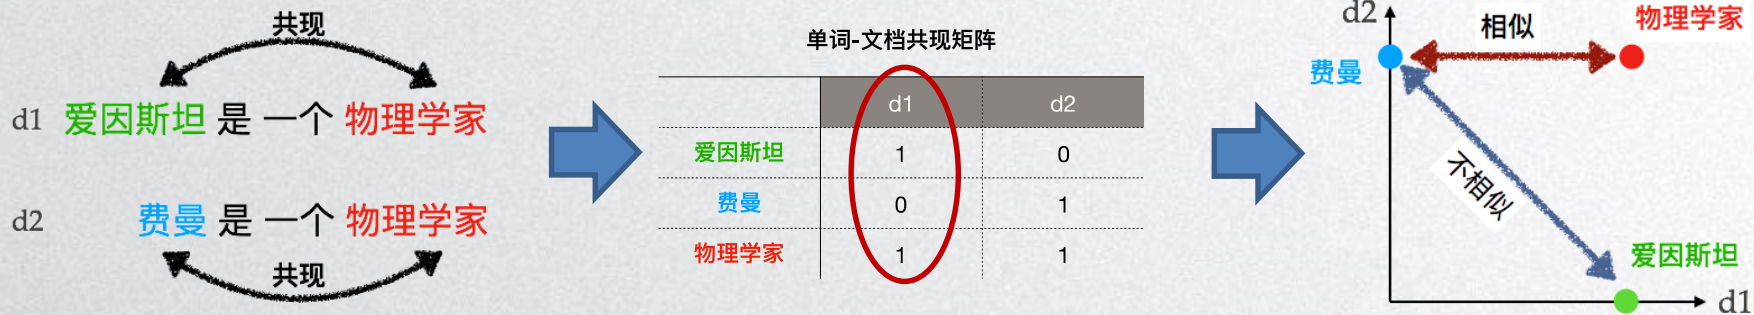 共现
d1 爱因斯坦 是 一个 物理学家
d2 费曼 是 一个 物理学家
共现
单词-文档共现矩阵
d1 d2
爱因斯坦 1 0
费曼 0 1
物理学家 1 1
d2
相似
物理学家
费曼
不相似
爱因斯坦
d1